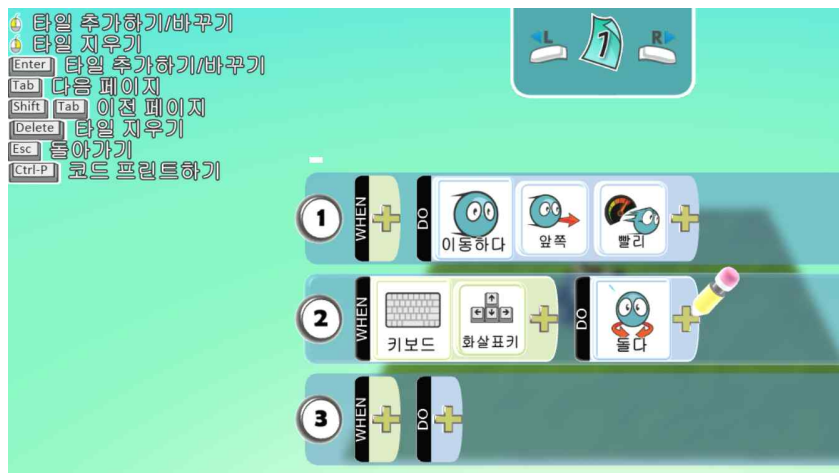 타일 추가하기/바꾸기
타일 지우기
Enter 타일 추가하기/바꾸기
Tab 다음 페이지
Shift Tab 이전 페이지
Delete 타일 지우기
Esc 돌아가기
Ctrl-P 코드 프린트하기
L 1 R
1 WHEN DO 이동하다 앞쪽 빨리
2 WHEN 키보드 화살표키 DO 돌다
3 WHEN DO